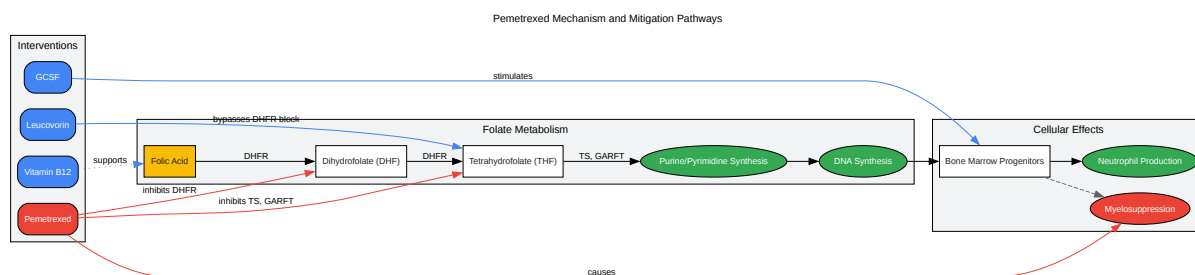 Pemetrexed Mechanism and Mitigation Pathways
Interventions
GCSF
Leucovorin
Vitamin B12
Pemetrexed
stimulates
bypasses DHFR block
supports
inhibits DHFR
inhibits TS, GARFT
causes
Folate Metabolism
Folic Acid
DHFR
Dihydrofolate (DHF)
DHFR
Tetrahydrofolate (THF)
TS, GARFT
Purine/Pyrimidine Synthesis
DNA Synthesis
Cellular Effects
Bone Marrow Progenitors
Neutrophil Production
Myelosuppression